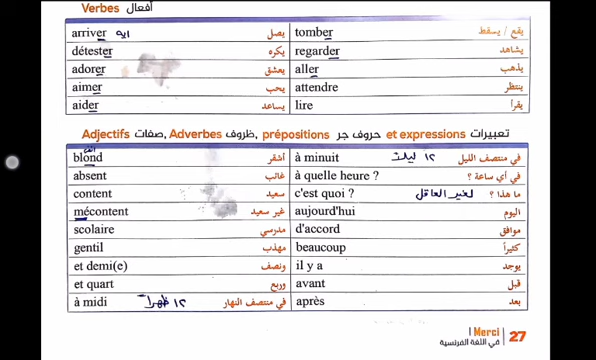 Verbes أفعال
arriver ايه يصل tomber يقع / يسقط
détester يكره regarder يشاهد
adorer يعشق aller يذهب
aimer يحب attendre ينتظر
aider يساعد lire يقرأ
Adjectifs صفات, Adverbes ظروف, prépositions حروف جر et expressions تعبيرات
blond أشقر à minuit ١٢ ليلت في منتصف الليل
absent غائب à quelle heure ? في أي ساعة ؟
content سعيد c'est quoi ? لغير العاقل ما هذا ؟
mécontent غير سعيد aujourd'hui اليوم
scolaire مدرسي d'accord موافق
gentil مهذب beaucoup كثيراً
et demi(e) ونصف il y a يوجد
et quart وربع avant قبل
à midi ١٢ ظهرا في منتصف النهار après بعد
Merci 27
في اللغة الفرنسية